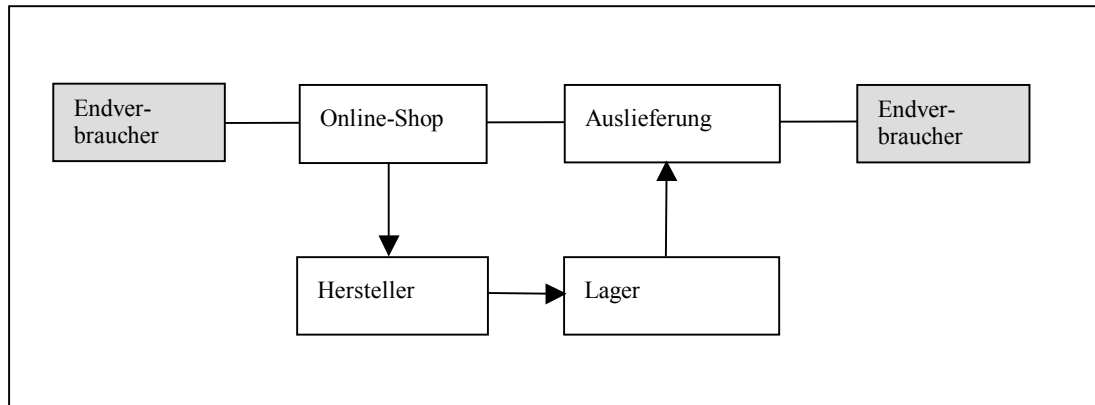 Endver-
braucher
Online-Shop
Auslieferung
Endver-
braucher
Hersteller
Lager